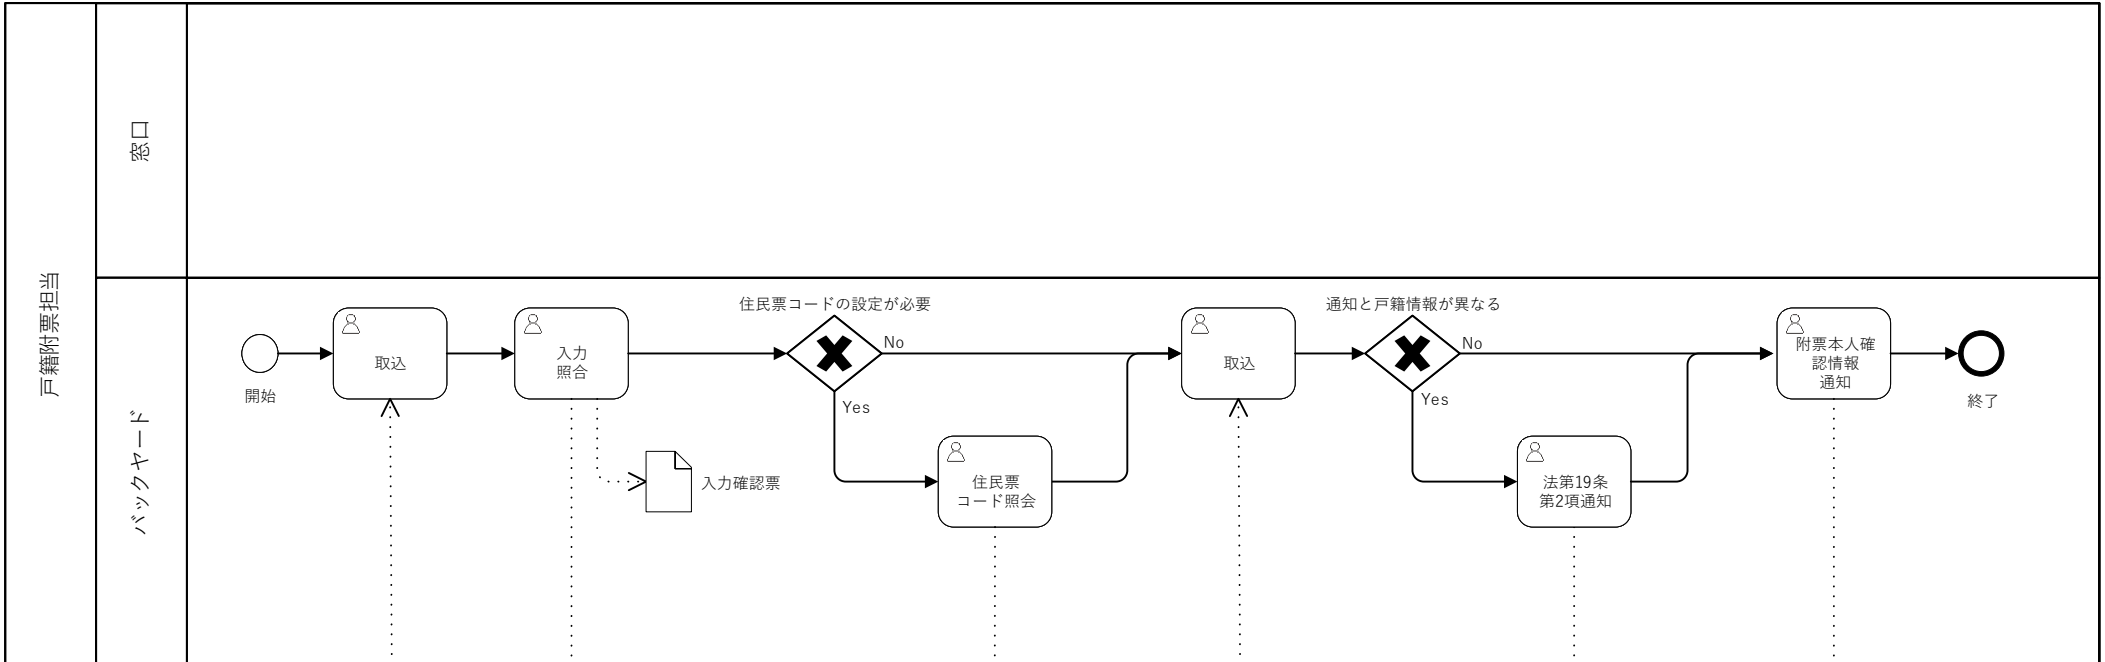 戸籍附票担当
窓口
バックヤード
開始
取込
入力
照合
入力確認票
住民票コードの設定が必要
No
Yes
住民票
コード照会
取込
通知と戸籍情報が異なる
No
Yes
法第19条
第2項通知
附票本人確
認情報
通知
終了